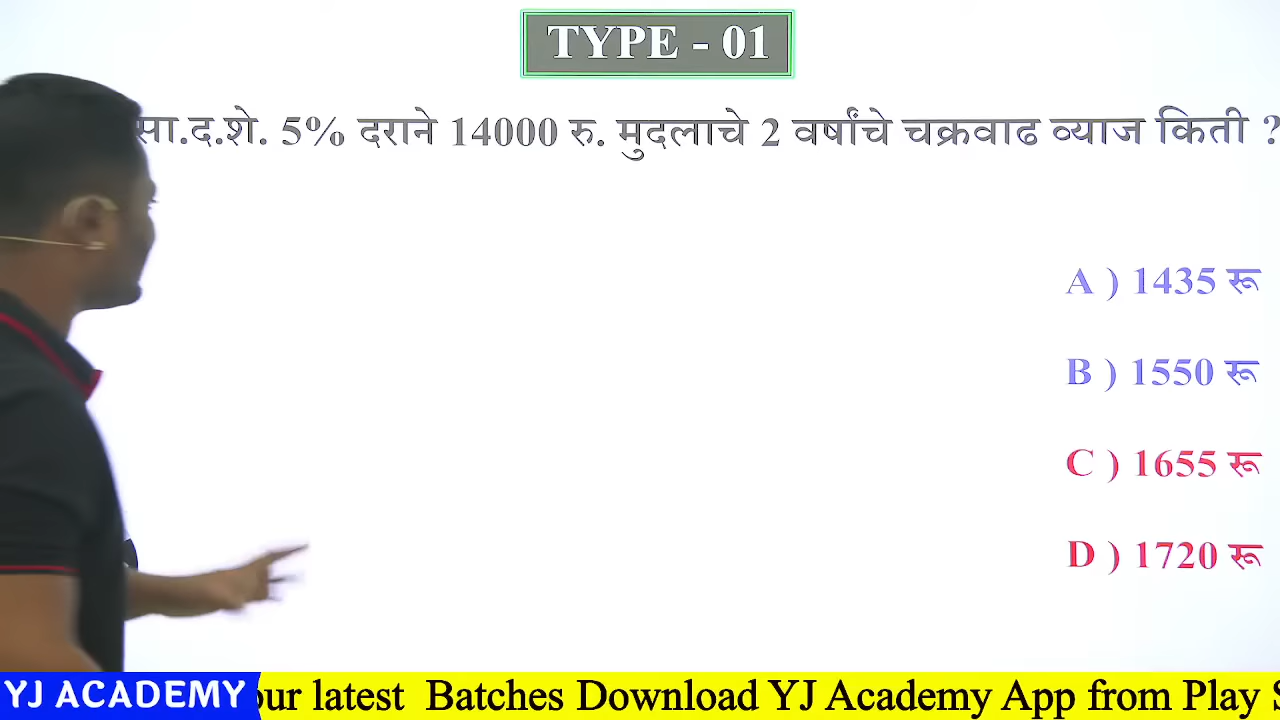 TYPE - 01
सा.द.शे. 5% दराने 14000 रु. मुदलाचे 2 वर्षांचे चक्रवाढ व्याज किती ?
A ) 1435 रू
B ) 1550 रू
C ) 1655 रू
D ) 1720 रू
YJ ACADEMY our latest Batches Download YJ Academy App from Play